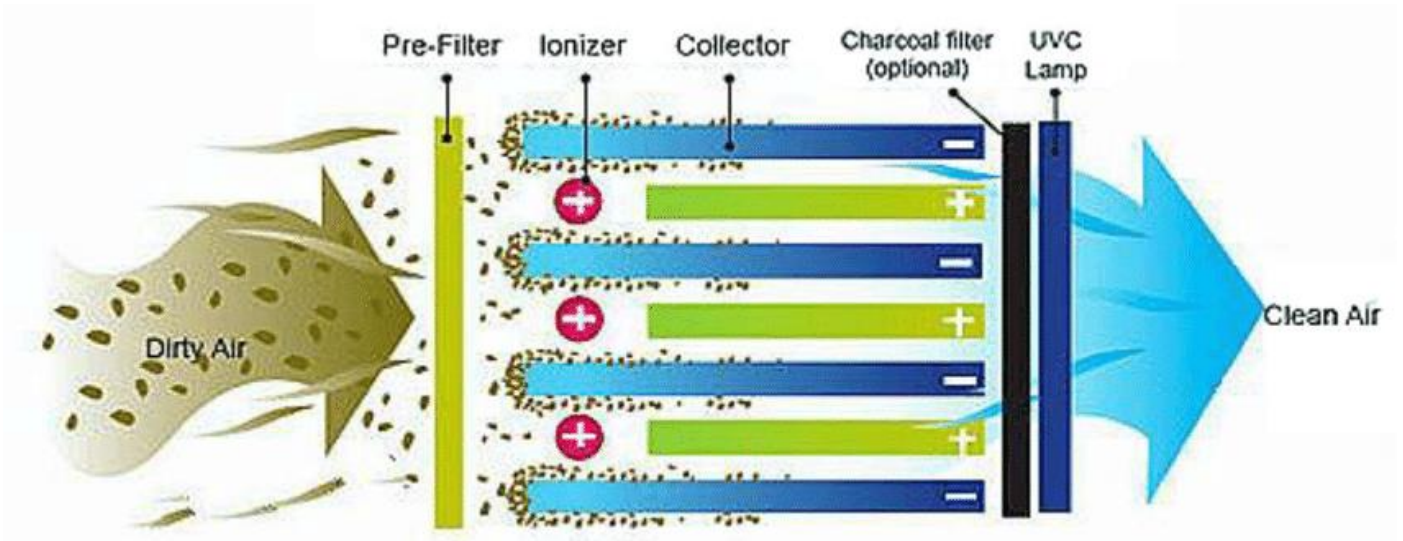 Pre-Filter
Ionizer
Collector
Charcoal filter
(optional)
UVC
Lamp
Dirty Air
Clean Air
+
+
+
+
+
+
−
−
−
−